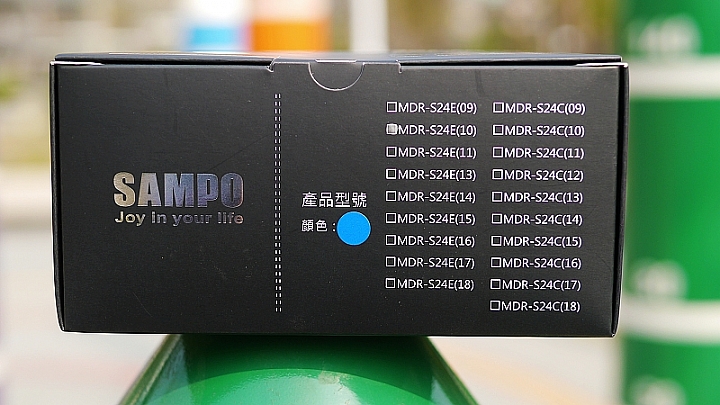 SAMPO
Joy in your life
產品型號
顏色：
□MDR-S24E(09)
■MDR-S24E(10)
□MDR-S24E(11)
□MDR-S24E(13)
□MDR-S24E(14)
□MDR-S24E(15)
□MDR-S24E(16)
□MDR-S24E(17)
□MDR-S24E(18)
□MDR-S24C(09)
□MDR-S24C(10)
□MDR-S24C(11)
□MDR-S24C(12)
□MDR-S24C(13)
□MDR-S24C(14)
□MDR-S24C(15)
□MDR-S24C(16)
□MDR-S24C(17)
□MDR-S24C(18)